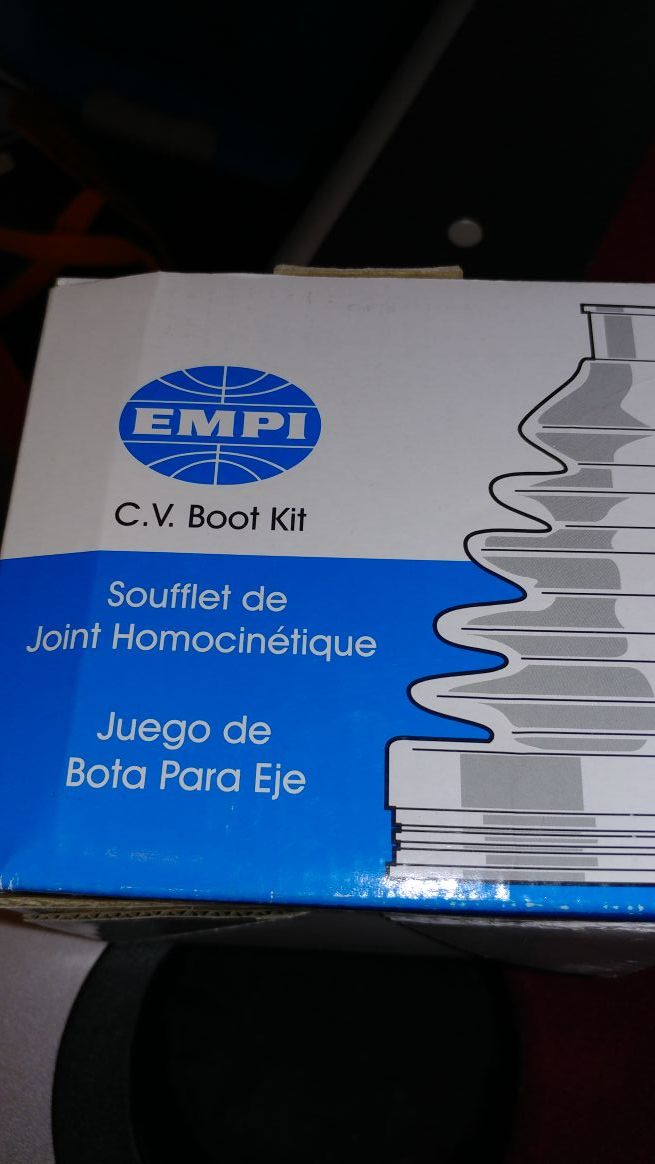 EMPI
C.V. Boot Kit
Soufflet de
Joint Homocinétique
Juego de
Bota Para Eje